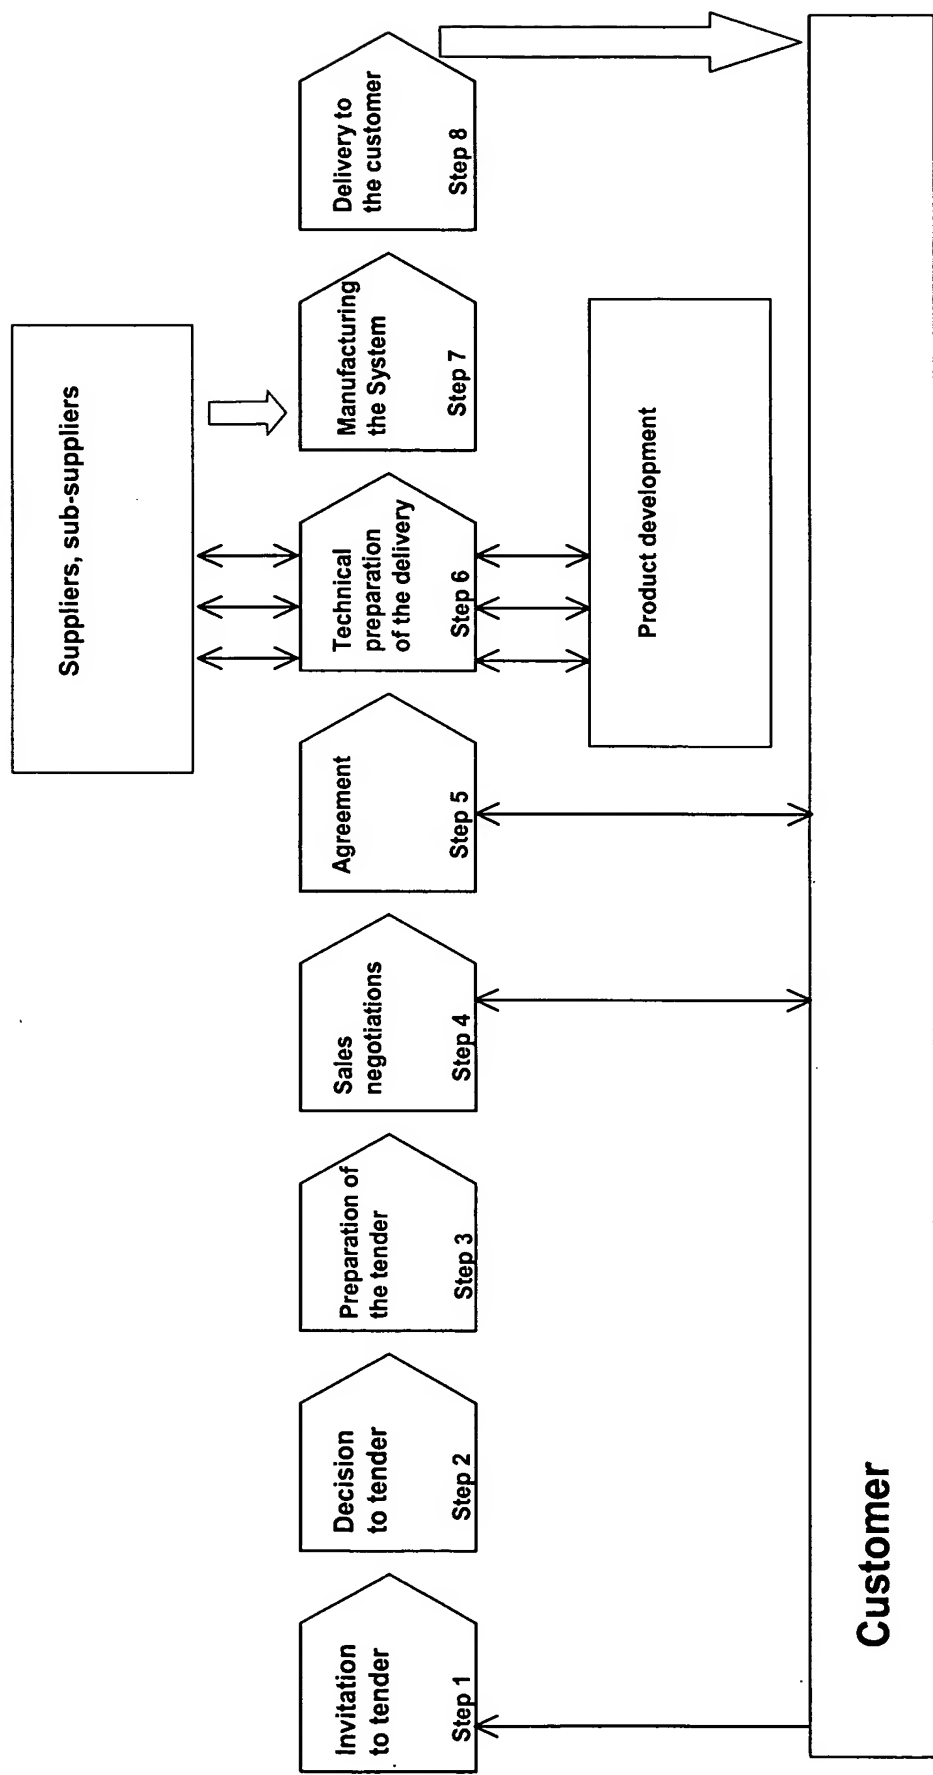 Suppliers, sub-suppliers
Invitation
to tender
Step 1
Decision
to tender
Step 2
Preparation of
the tender
Step 3
Sales
negotiations
Step 4
Agreement
Step 5
Technical
preparation
of the delivery
Step 6
Manufacturing
the System
Step 7
Delivery to
the customer
Step 8
Product development
Customer